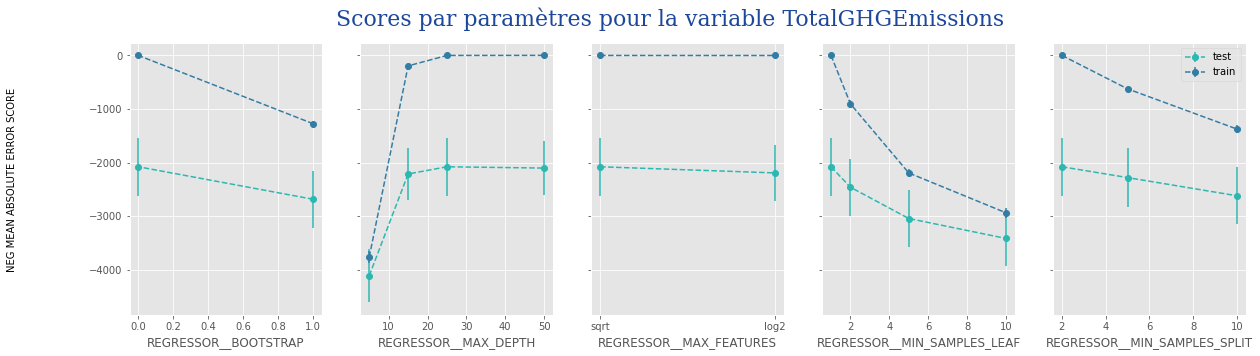 Scores par paramètres pour la variable TotalGHGEmissions
NEG MEAN ABSOLUTE ERROR SCORE
0
−1000
−2000
−3000
−4000
0.0 0.2 0.4 0.6 0.8 1.0
REGRESSOR__BOOTSTRAP
10 20 30 40 50
REGRESSOR__MAX_DEPTH
sqrt log2
REGRESSOR__MAX_FEATURES
2 4 6 8 10
REGRESSOR__MIN_SAMPLES_LEAF
test
train
2 4 6 8 10
REGRESSOR__MIN_SAMPLES_SPLIT